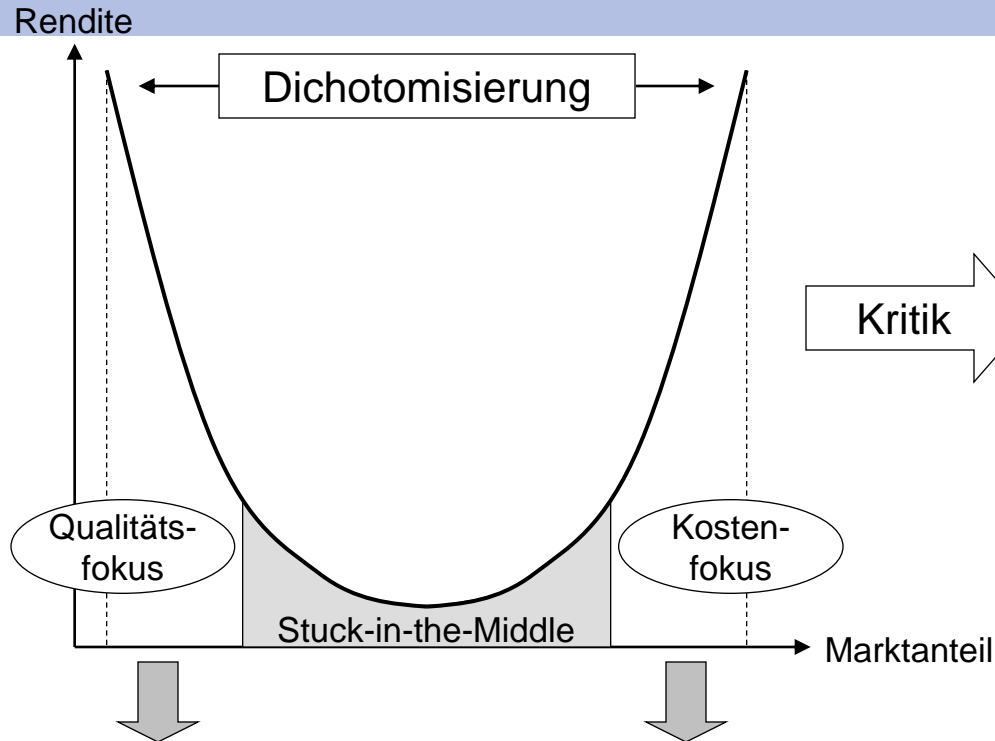 Rendite
Dichotomisierung
Kritik
Qualitäts-
fokus
Kosten-
fokus
Stuck-in-the-Middle
Marktanteil